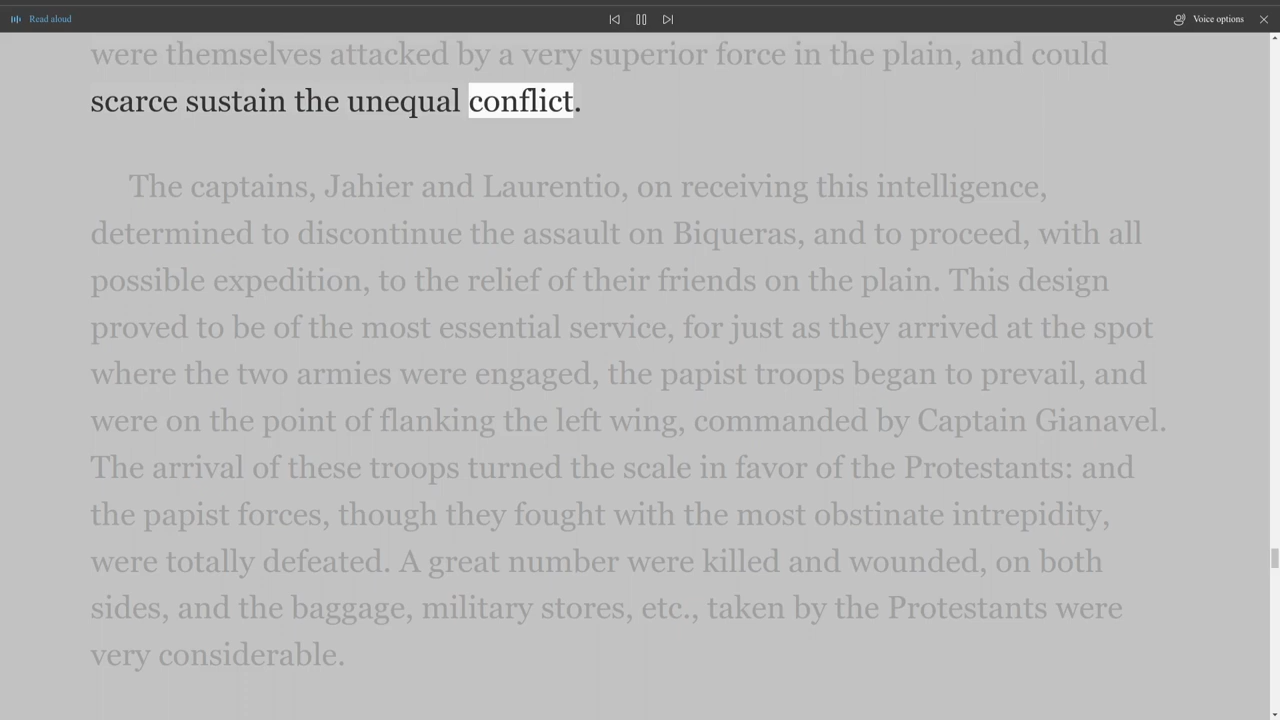 Read aloud
Voice options
were themselves attacked by a very superior force in the plain, and could
scarce sustain the unequal conflict.
The captains, Jahier and Laurentio, on receiving this intelligence,
determined to discontinue the assault on Biqueras, and to proceed, with all
possible expedition, to the relief of their friends on the plain. This design
proved to be of the most essential service, for just as they arrived at the spot
where the two armies were engaged, the papist troops began to prevail, and
were on the point of flanking the left wing, commanded by Captain Gianavel.
The arrival of these troops turned the scale in favor of the Protestants: and
the papist forces, though they fought with the most obstinate intrepidity,
were totally defeated. A great number were killed and wounded, on both
sides, and the baggage, military stores, etc., taken by the Protestants were
very considerable.